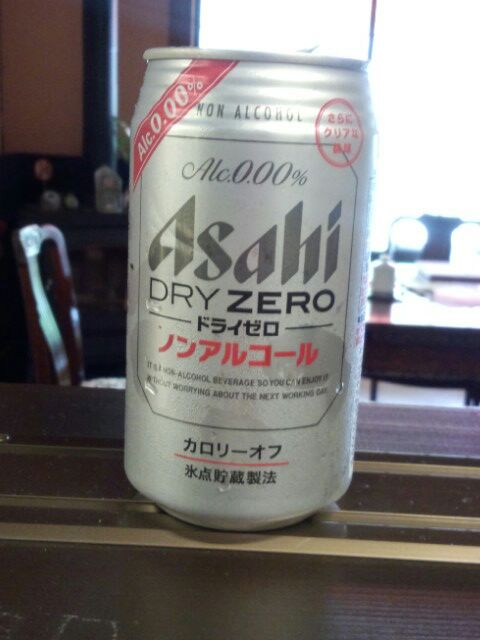 Alc.0.00%
NON ALCOHOL
さらに
クリアな
Alc.0.00%
Asahi
DRY ZERO
ドライゼロ
ノンアルコール
IT IS A NON-ALCOHOL BEVERAGE SO YOU CAN ENJOY IT
WITHOUT WORRYING ABOUT THE NEXT WORKING DAY.
カロリーオフ
氷点貯蔵製法